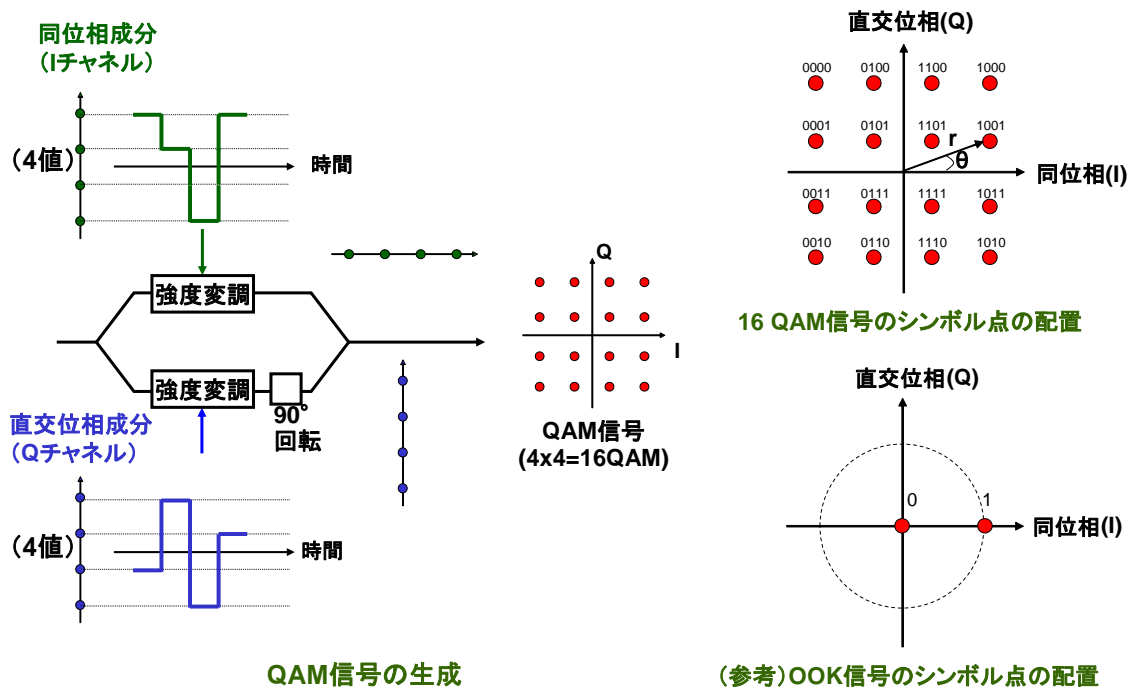 同位相成分
（Iチャネル）
（4値）
時間
強度変調
強度変調
90°
回転
直交位相成分
（Qチャネル）
（4値）
時間
QAM信号の生成
Q
I
QAM信号
(4x4=16QAM)
直交位相(Q)
0000 0100 1100 1000
0001 0101 1101 1001
r
θ
同位相(I)
0011 0111 1111 1011
0010 0110 1110 1010
16 QAM信号のシンボル点の配置
直交位相(Q)
0 1
同位相(I)
（参考）OOK信号のシンボル点の配置